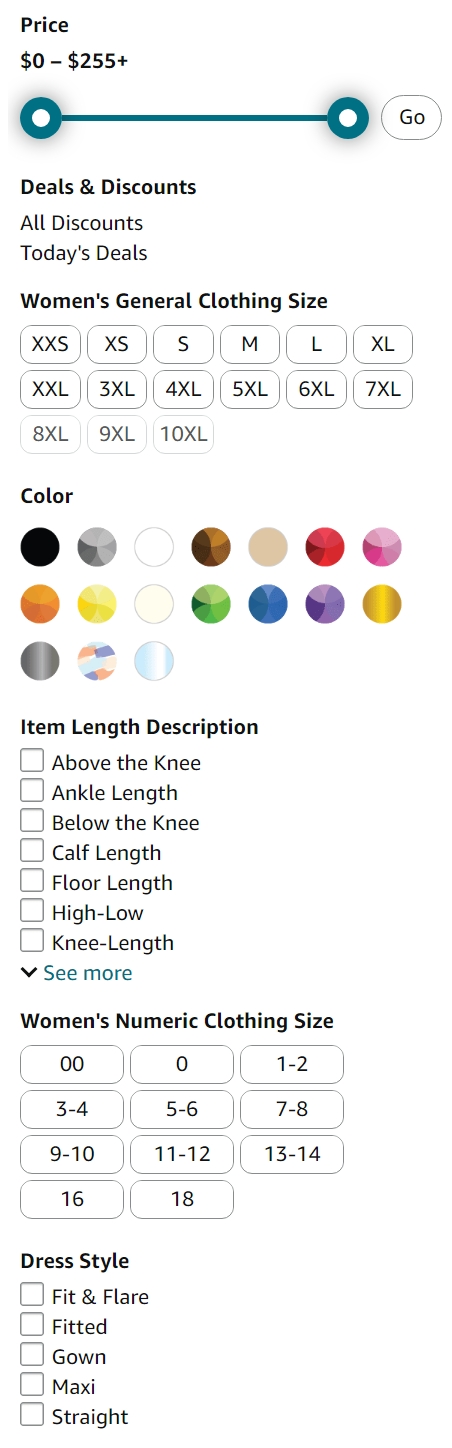 Price
$0 – $255+
Go
Deals & Discounts
All Discounts
Today's Deals
Women's General Clothing Size
XXS XS S M L XL
XXL 3XL 4XL 5XL 6XL 7XL
8XL 9XL 10XL
Color
Item Length Description
Above the Knee
Ankle Length
Below the Knee
Calf Length
Floor Length
High-Low
Knee-Length
See more
Women's Numeric Clothing Size
00 0 1-2
3-4 5-6 7-8
9-10 11-12 13-14
16 18
Dress Style
Fit & Flare
Fitted
Gown
Maxi
Straight